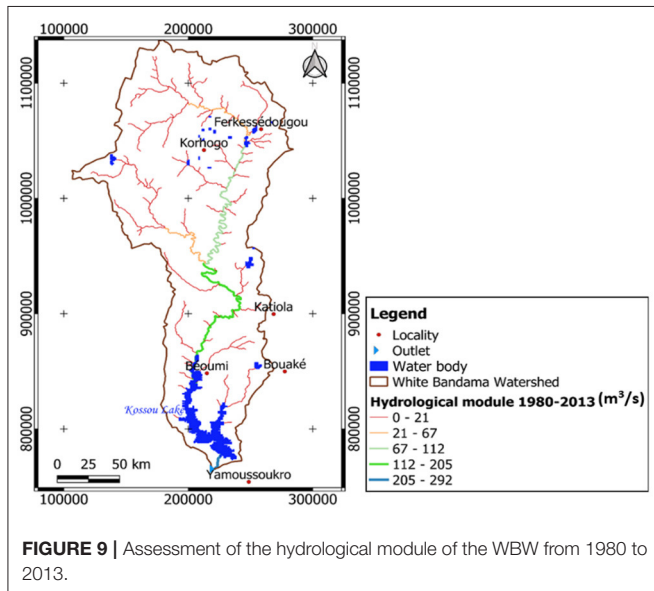 100000 200000 300000
1100000 1100000
Ferkessédougou
Korhogo
1000000 1000000
900000 900000
Katiola
Béoumi Bouaké
Kossou Lake
800000 800000
0 25 50 km
Yamoussoukro
100000 200000 300000
Legend
Locality
Outlet
Water body
White Bandama Watershed
Hydrological module 1980-2013 (m³/s)
0 - 21
21 - 67
67 - 112
112 - 205
205 - 292
FIGURE 9 | Assessment of the hydrological module of the WBW from 1980 to
2013.